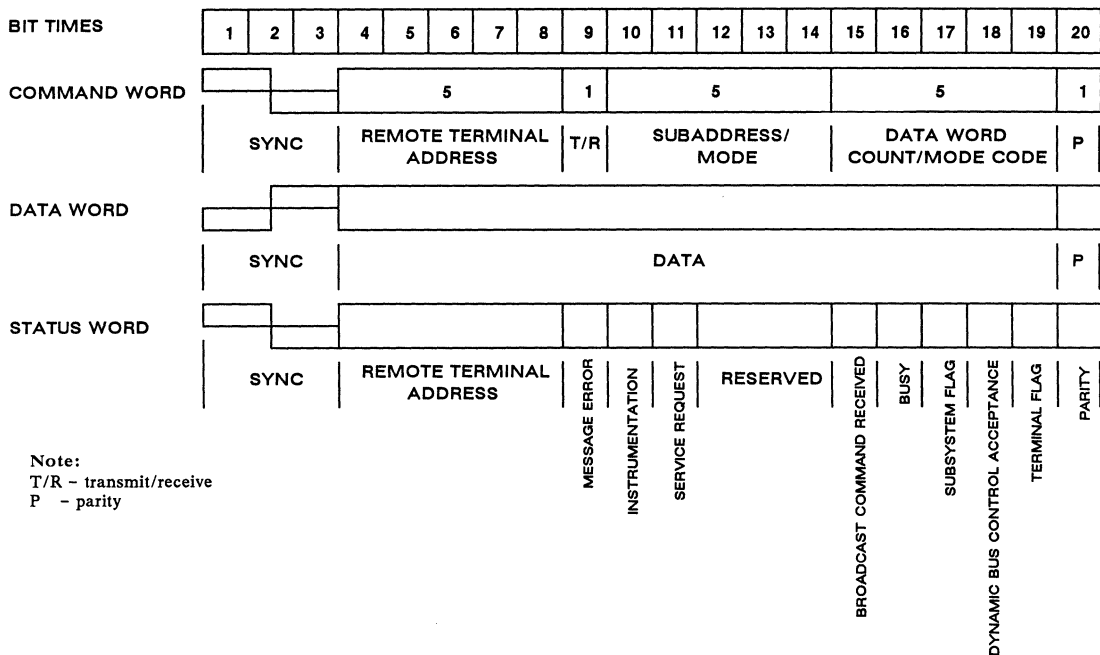 BIT TIMES 1 2 3 4 5 6 7 8 9 10 11 12 13 14 15 16 17 18 19 20
COMMAND WORD 5 1 5 5 1
SYNC REMOTE TERMINAL ADDRESS T/R SUBADDRESS/ MODE DATA WORD COUNT/MODE CODE P
DATA WORD
SYNC DATA P
STATUS WORD
SYNC REMOTE TERMINAL ADDRESS
MESSAGE ERROR
INSTRUMENTATION
SERVICE REQUEST
RESERVED
BROADCAST COMMAND RECEIVED
BUSY
SUBSYSTEM FLAG
DYNAMIC BUS CONTROL ACCEPTANCE
TERMINAL FLAG
PARITY
Note:
T/R – transmit/receive
P – parity